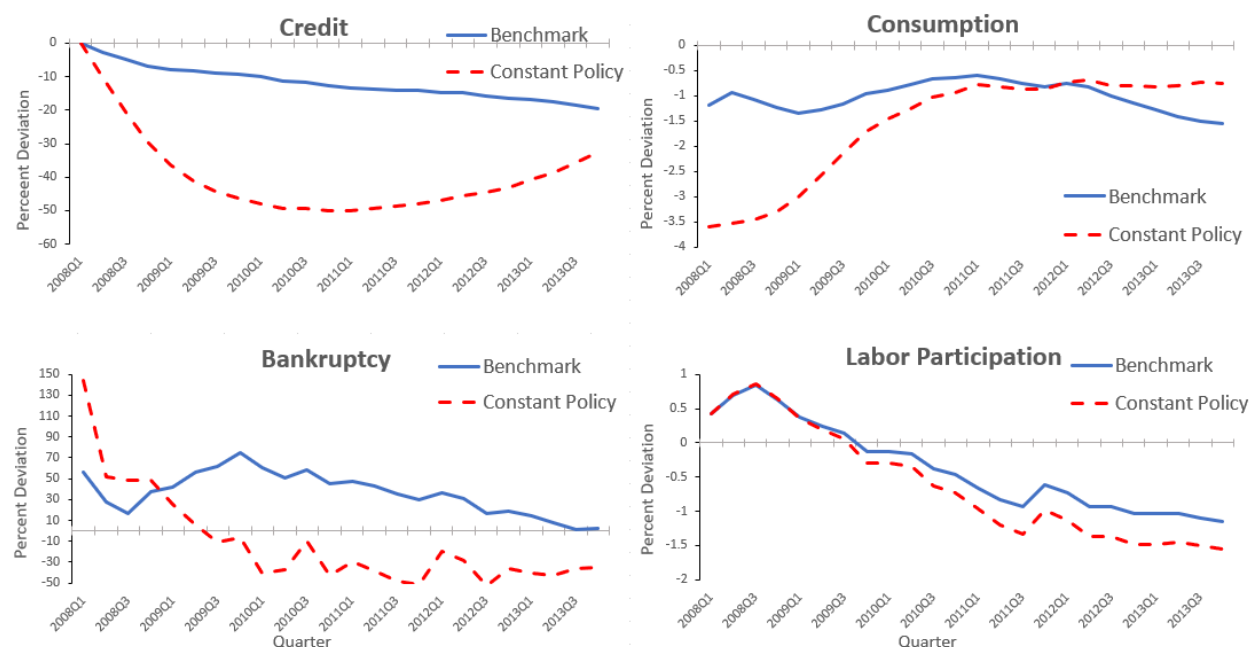 Credit
Benchmark
Constant Policy
Perceent Deviation
0
-10
-20
-30
-40
-50
-60
2008Q1
2008Q3
2009Q1
2009Q3
2010Q1
2010Q3
2011Q1
2011Q3
2012Q1
2012Q3
2013Q1
2013Q3
Consumption
Benchmark
Constant Policy
Percent Deviation
0
-0.5
-1
-1.5
-2
-2.5
-3
-3.5
-4
2008Q1
2008Q3
2009Q1
2009Q3
2010Q1
2010Q3
2011Q1
2011Q3
2012Q1
2012Q3
2013Q1
2013Q3
Bankruptcy
Benchmark
Constant Policy
Percent Deviation
150
130
110
90
70
50
30
10
-10
-30
-50
2008Q1
2008Q3
2009Q1
2009Q3
2010Q1
2010Q3
2011Q1
2011Q3
2012Q1
2012Q3
2013Q1
2013Q3
Quarter
Labor Participation
Benchmark
Constant Policy
Percent Deviation
1
0.5
0
-0.5
-1
-1.5
-2
2008Q1
2008Q3
2009Q1
2009Q3
2010Q1
2010Q3
2011Q1
2011Q3
2012Q1
2012Q3
2013Q1
2013Q3
Quarter